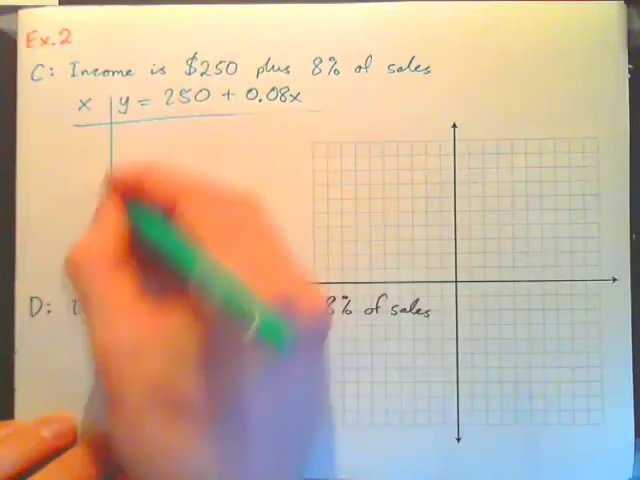 Ex.2
C: Income is $250 plus 8% of sales
x y = 250 + 0.08x
D: 8% of sales